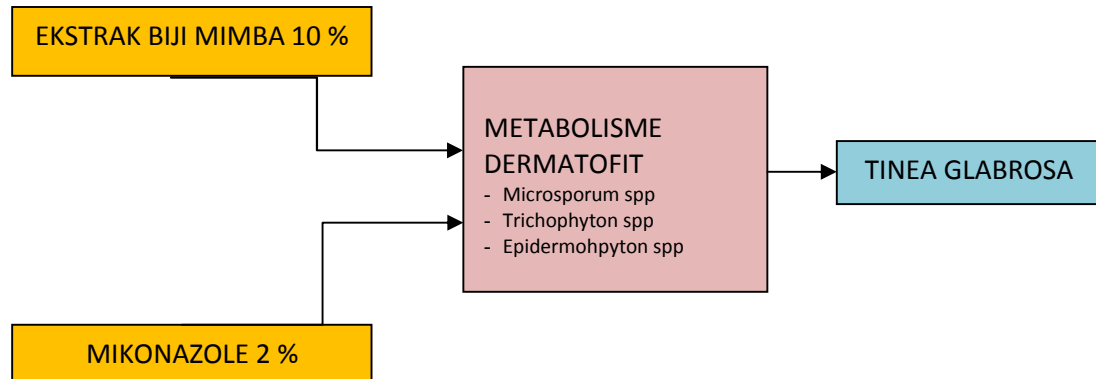 EKSTRAK BIJI MIMBA 10 %
METABOLISME
DERMATOFIT
- Microsporum spp
- Trichophyton spp
- Epidermohpyton spp
TINEA GLABROSA
MIKONAZOLE 2 %